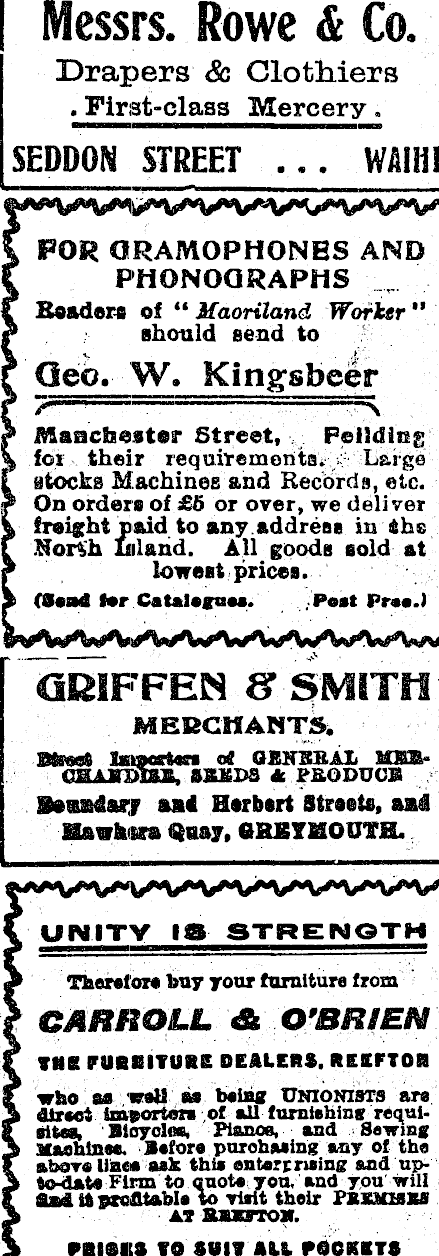 Messrs. Rowe & Co.
Drapers & Clothiers
. First-class Mercery .
SEDDON STREET ... WAIHI
FOR GRAMOPHONES AND
PHONOGRAPHS
Readers of " Maoriland Worker "
should send to
Geo. W. Kingsbeer
Manchester Street, Feilding
for their requirements. Large
stocks Machines and Records, etc.
On orders of £5 or over, we deliver
freight paid to any address in the
North Island. All goods sold at
lowest prices.
(Send for Catalogues. Post Free.)
GRIFFEN & SMITH
MERCHANTS,
Direct Importers of GENERAL MER-
CHANDISE, SEEDS & PRODUCE
Boundary and Herbert Streets, and
Mawhera Quay, GREYMOUTH.
UNITY IS STRENGTH
Therefore buy your furniture from
CARROLL & O'BRIEN
THE FURNITURE DEALERS, REEFTON
who as well as being UNIONISTS are
direct importers of all furnishing requi-
sites, Bicycles, Pianos, and Sewing
Machines. Before purchasing any of the
above lines ask this enterprising and up-
to-date Firm to quote you, and you will
find it profitable to visit their PREMISES
AT REEFTON.
PRICES TO SUIT ALL POCKETS